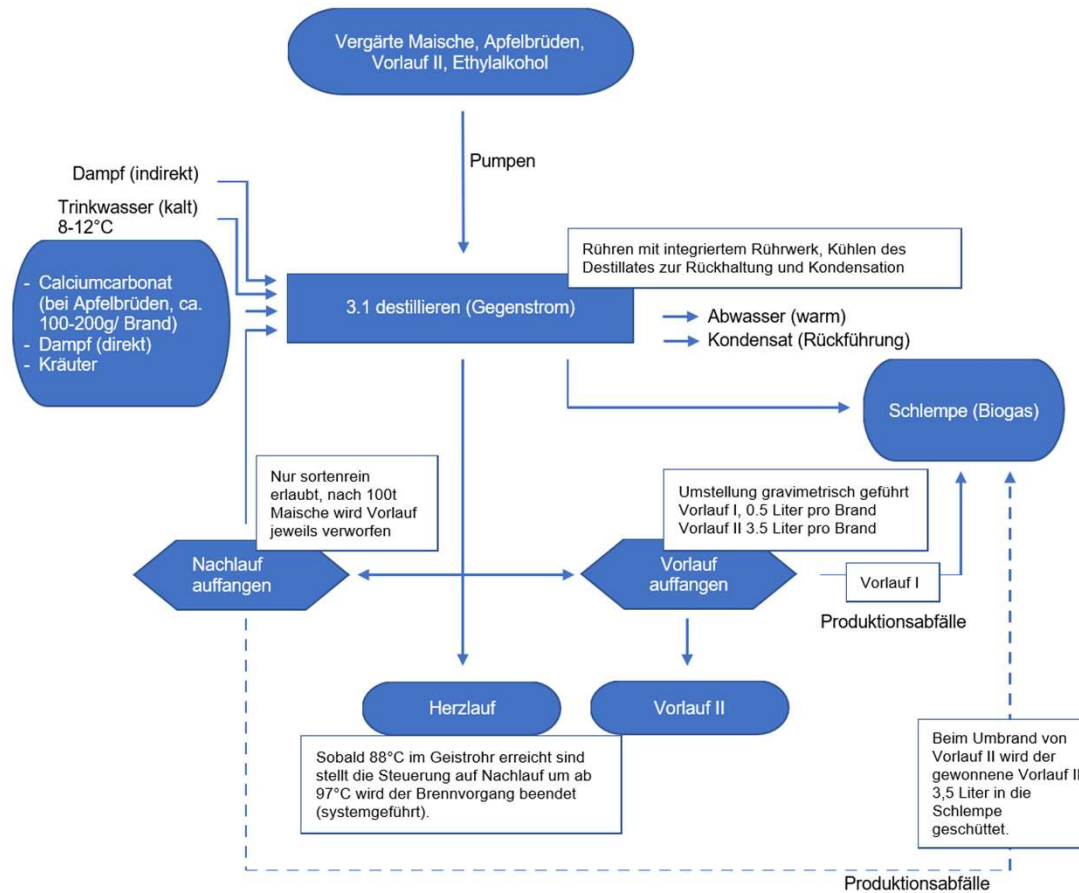 Vergärte Maische, Apfelbrüden,
Vorlauf II, Ethylalkohol
Pumpen
Dampf (indirekt)
Trinkwasser (kalt)
8-12°C
- Calciumcarbonat
(bei Apfelbrüden, ca.
100-200g/ Brand)
- Dampf (direkt)
- Kräuter
Rühren mit integriertem Rührwerk, Kühlen des
Destillates zur Rückhaltung und Kondensation
3.1 destillieren (Gegenstrom)
Abwasser (warm)
Kondensat (Rückführung)
Schlempe (Biogas)
Nur sortenrein
erlaubt, nach 100t
Maische wird Vorlauf
jeweils verworfen
Umstellung gravimetrisch geführt
Vorlauf I, 0.5 Liter pro Brand
Vorlauf II 3.5 Liter pro Brand
Nachlauf
auffangen
Vorlauf
auffangen
Vorlauf I
Produktionsabfälle
Herzlauf
Vorlauf II
Sobald 88°C im Geistrohr erreicht sind
stellt die Steuerung auf Nachlauf um ab
97°C wird der Brennvorgang beendet
(systemgeführt).
Beim Umbrand von
Vorlauf II wird der
gewonnene Vorlauf II
3,5 Liter in die
Schlempe
geschüttet.
Produktionsabfälle